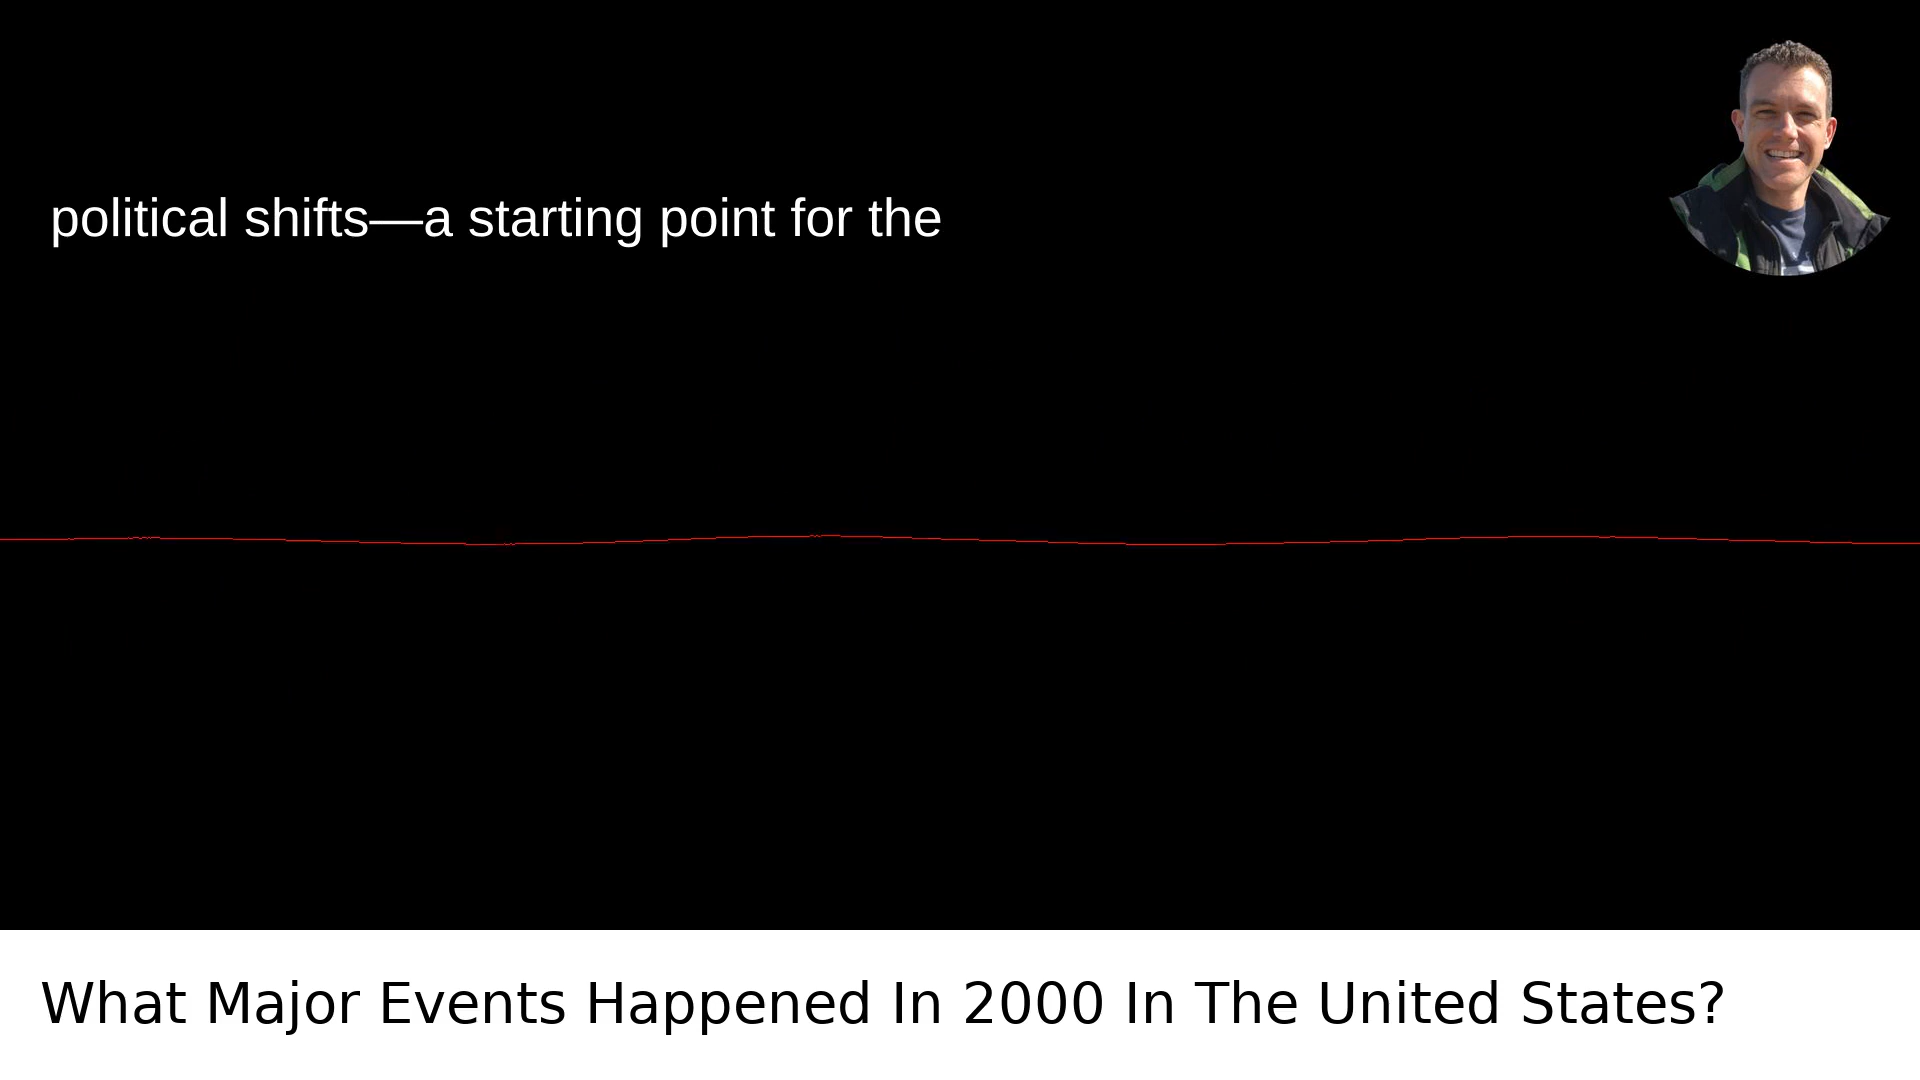 political shifts—a starting point for the
What Major Events Happened In 2000 In The United States?